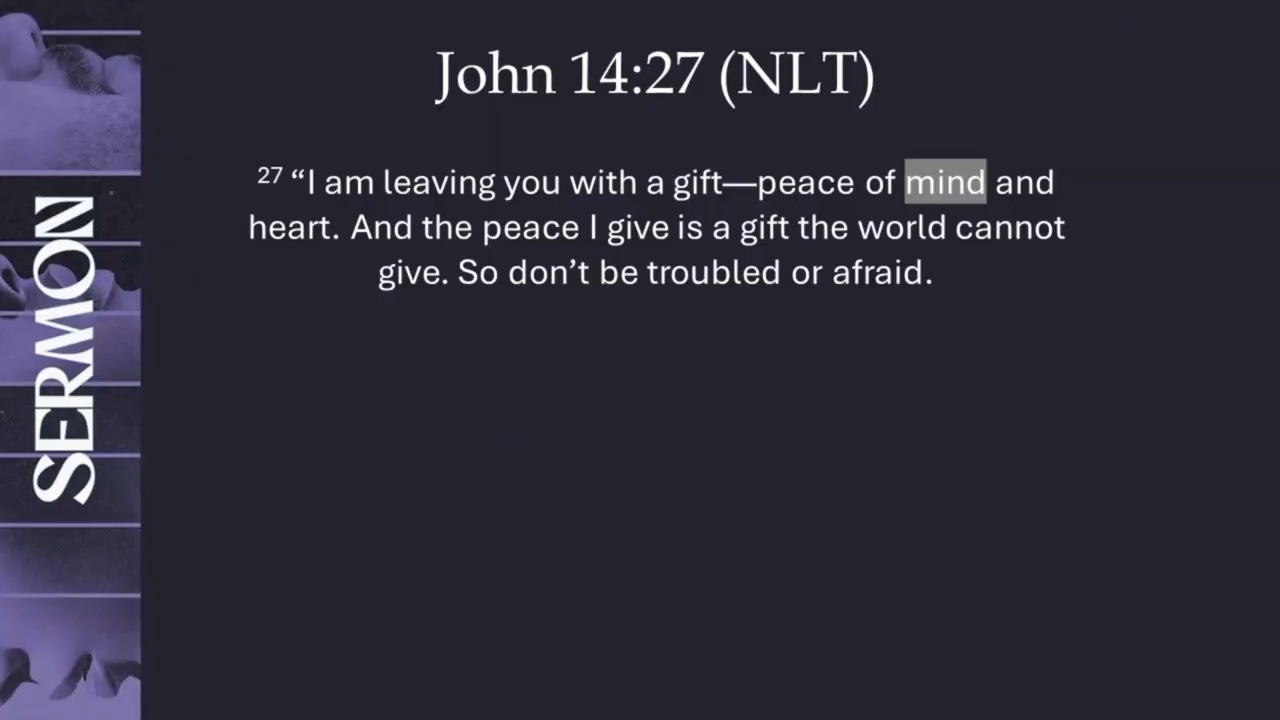 John 14:27 (NLT)
27 “I am leaving you with a gift—peace of mind and
heart. And the peace I give is a gift the world cannot
give. So don’t be troubled or afraid.
SERMON